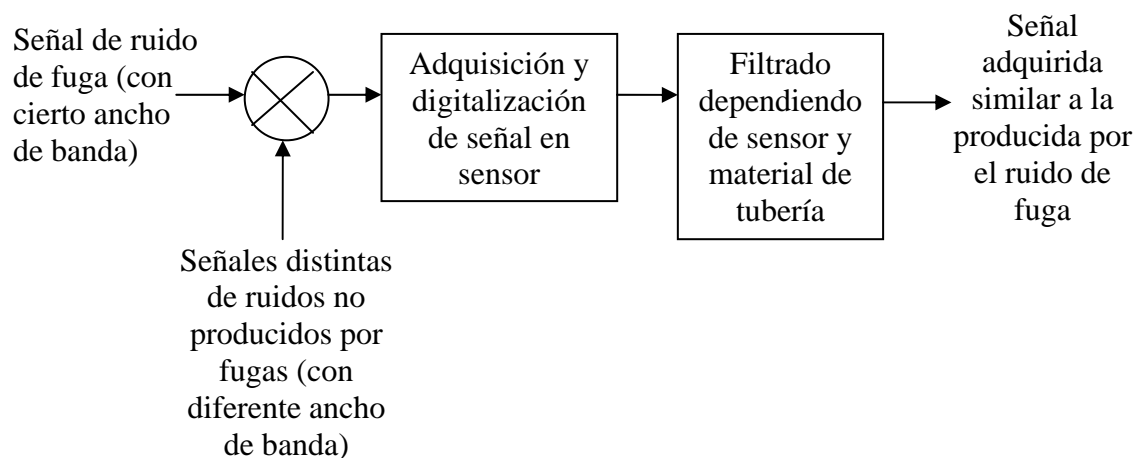 Señal de ruido
de fuga (con
cierto ancho
de banda)
Señales distintas
de ruidos no
producidos por
fugas (con
diferente ancho
de banda)
Adquisición y
digitalización
de señal en
sensor
Filtrado
dependiendo
de sensor y
material de
tubería
Señal
adquirida
similar a la
producida por
el ruido de
fuga